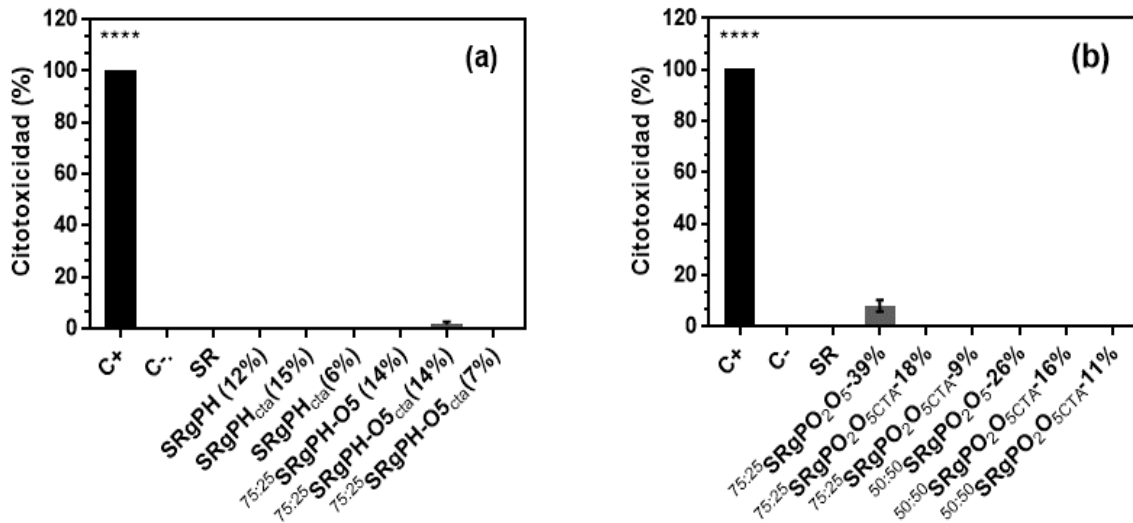 120
100
80
60
40
20
0
Citotoxicidad (%)
****
(a)
C+
C-.
SR
SRgPH (12%)
SRgPHcta(15%)
SRgPHcta(6%)
75:25SRgPH-O5 (14%)
75:25SRgPH-O5cta(14%)
75:25SRgPH-O5cta(7%)
120
100
80
60
40
20
0
Citotoxicidad (%)
****
(b)
C+
C-
SR
75:25SRgPO2O5-39%
75:25SRgPO2O5CTA-18%
75:25SRgPO2O5CTA-9%
50:50SRgPO2O5-26%
50:50SRgPO2O5CTA-16%
50:50SRgPO2O5CTA-11%